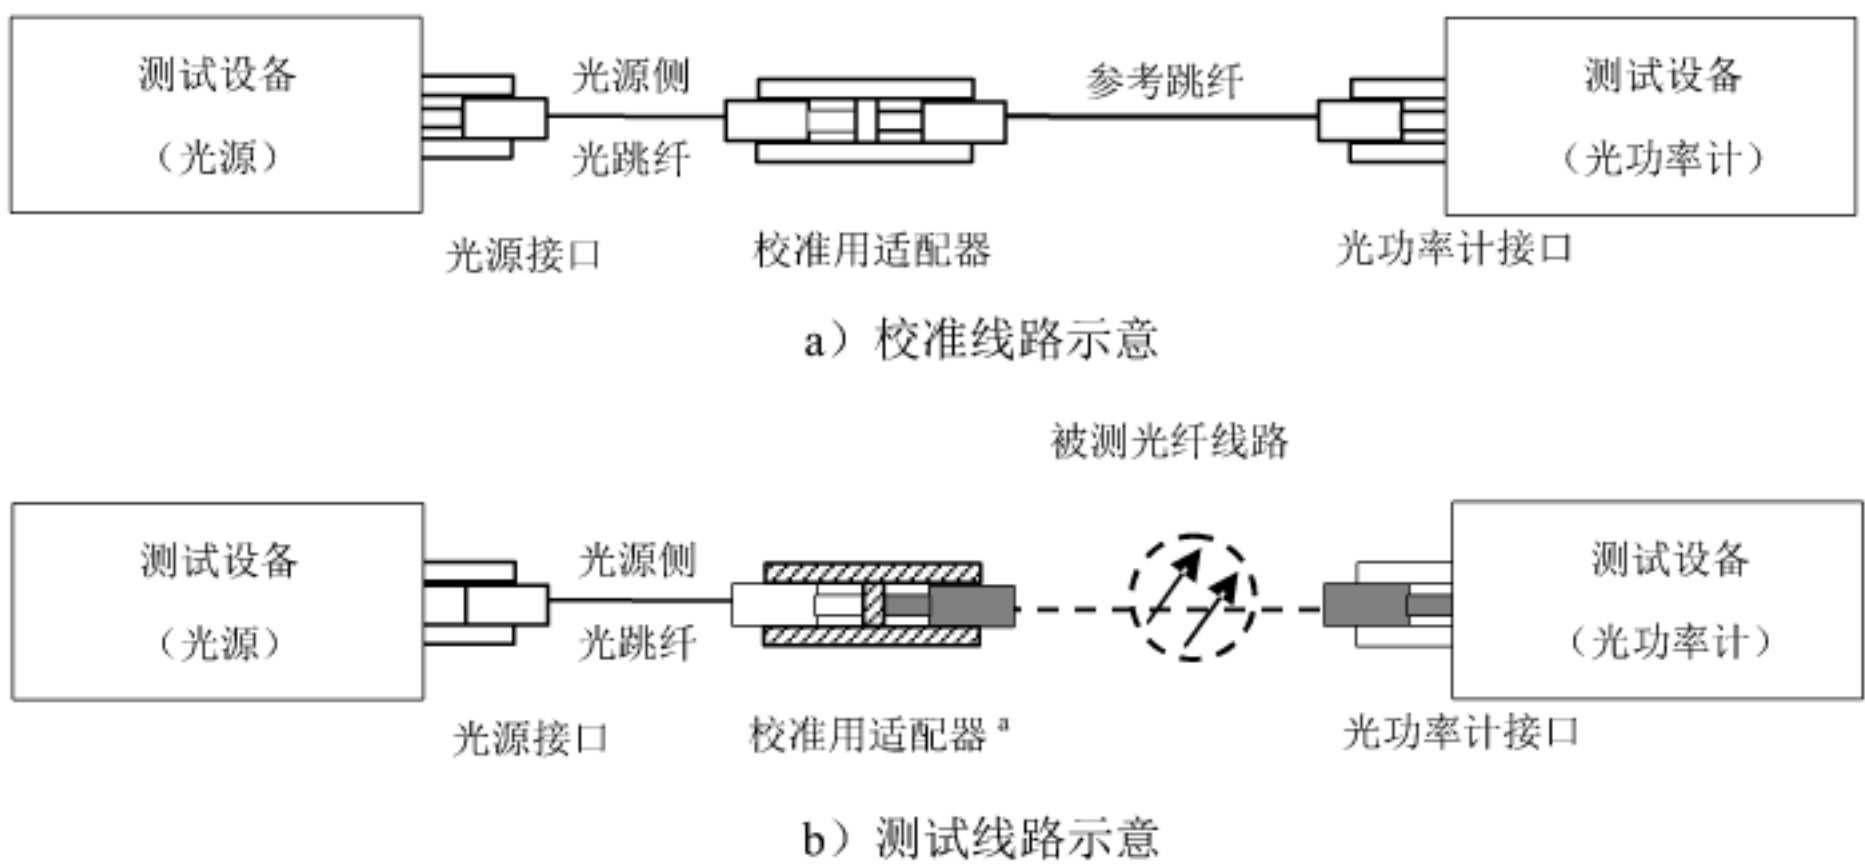 测试设备
（光源）
光源侧
光跳纤
参考跳纤
测试设备
（光功率计）
光源接口
校准用适配器
光功率计接口
a）校准线路示意
被测光纤线路
测试设备
（光源）
光源侧
光跳纤
测试设备
（光功率计）
光源接口
校准用适配器 a
光功率计接口
b）测试线路示意